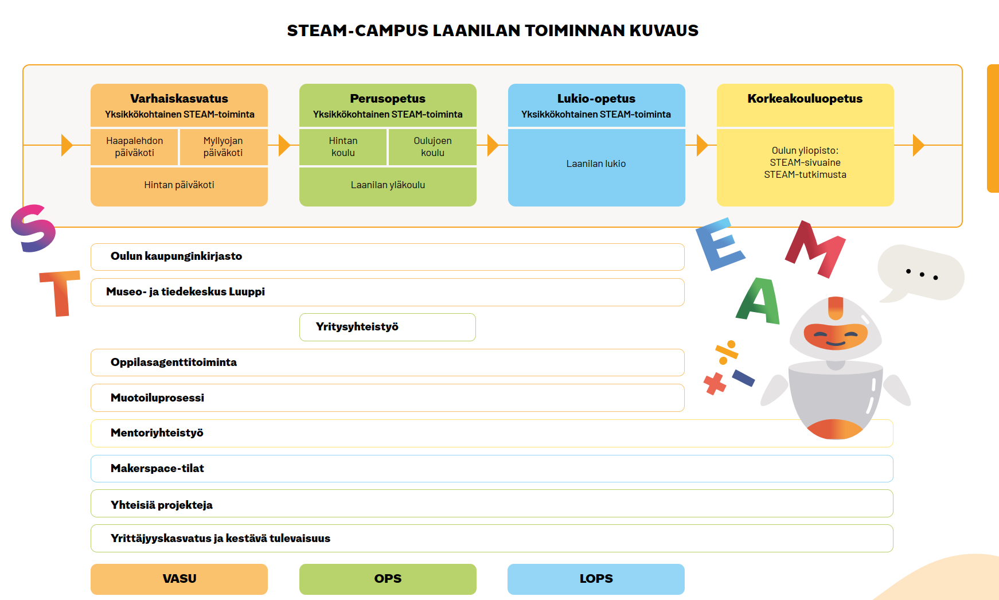 STEAM-CAMPUS LAANILAN TOIMINNAN KUVAUS
Varhaiskasvatus
Yksikkökohtainen STEAM-toiminta
Haapalehdon
päiväkoti
Myllyojan
päiväkoti
Hintan päiväkoti
Perusopetus
Yksikkökohtainen STEAM-toiminta
Hintan
koulu
Oulujoen
koulu
Laanilan yläkoulu
Lukio-opetus
Yksikkökohtainen STEAM-toiminta
Laanilan lukio
Korkeakouluopetus
Oulun yliopisto:
STEAM-sivuaine
STEAM-tutkimusta
S
T
E
A
M
Oulun kaupunginkirjasto
Museo- ja tiedekeskus Luuppi
Yritysyhteistyö
Oppilasagenttitoiminta
Muotoiluprosessi
Mentoriyhteistyö
Makerspace-tilat
Yhteisiä projekteja
Yrittäjyyskasvatus ja kestävä tulevaisuus
VASU
OPS
LOPS